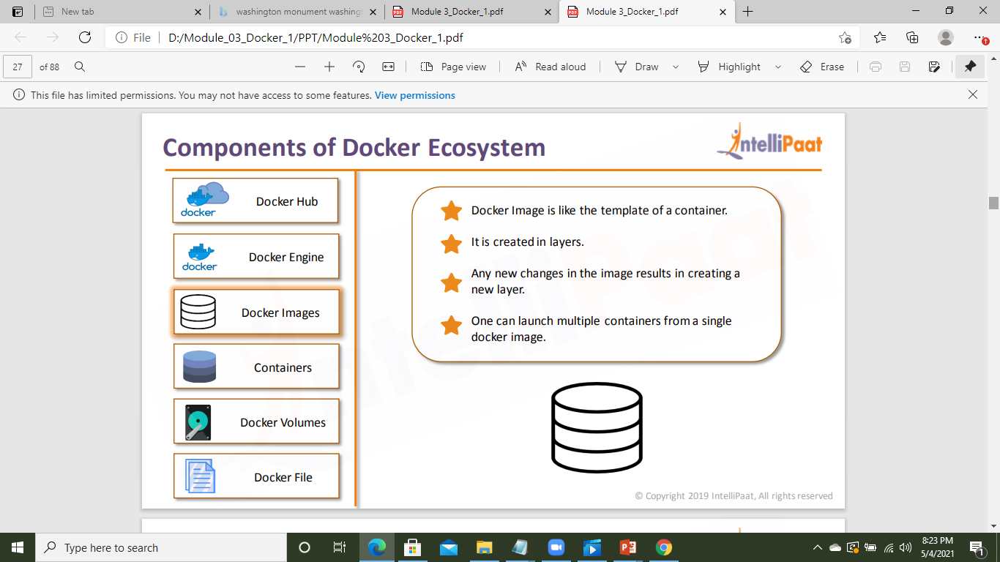 New tab
washington monument washing
Module 3_Docker_1.pdf
Module 3_Docker_1.pdf
File
D:/Module_03_Docker_1/PPT/Module%203_Docker_1.pdf
27
of 88
Page view
Read aloud
Draw
Highlight
Erase
This file has limited permissions. You may not have access to some features. View permissions
Components of Docker Ecosystem
IntelliPaat
docker
Docker Hub
docker
Docker Engine
Docker Images
Containers
Docker Volumes
Docker File
Docker Image is like the template of a container.
It is created in layers.
Any new changes in the image results in creating a
new layer.
One can launch multiple containers from a single
docker image.
IntelliPaat
© Copyright 2019 IntelliPaat, All rights reserved
Type here to search
8:23 PM
5/4/2021
1